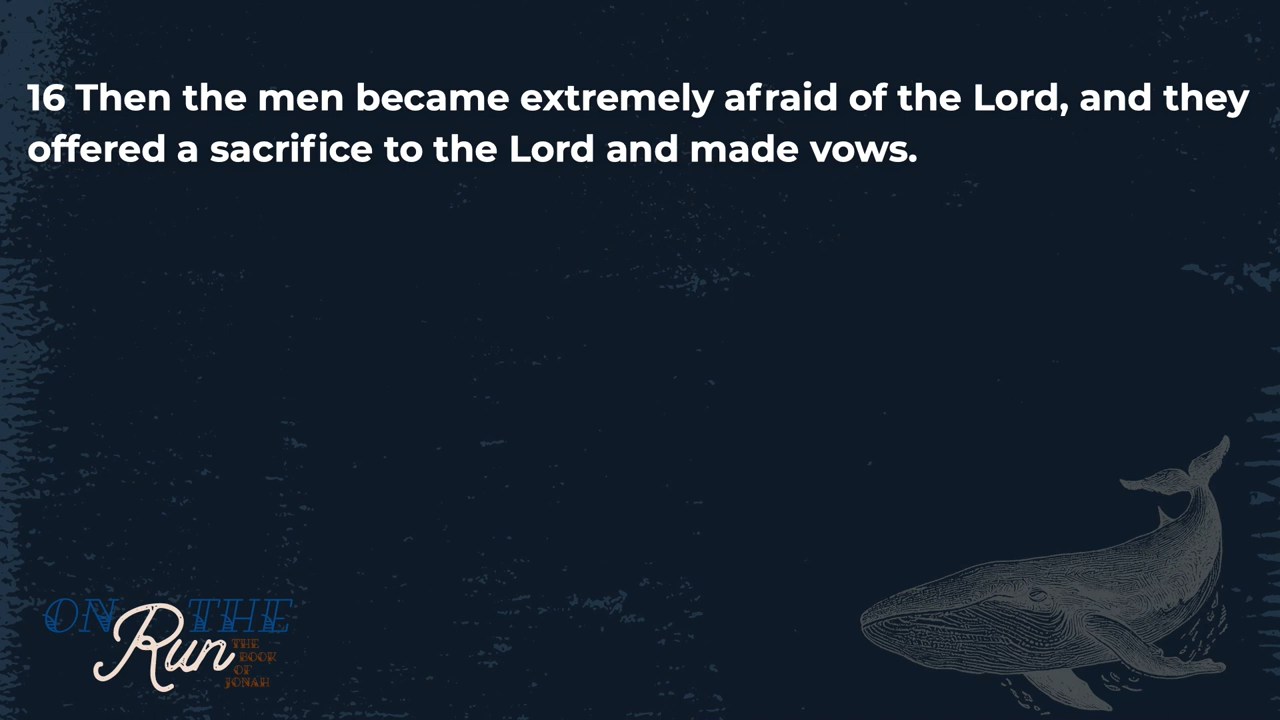 16 Then the men became extremely afraid of the Lord, and they
offered a sacrifice to the Lord and made vows.
ON THE
Run
THE
BOOK
OF
JONAH